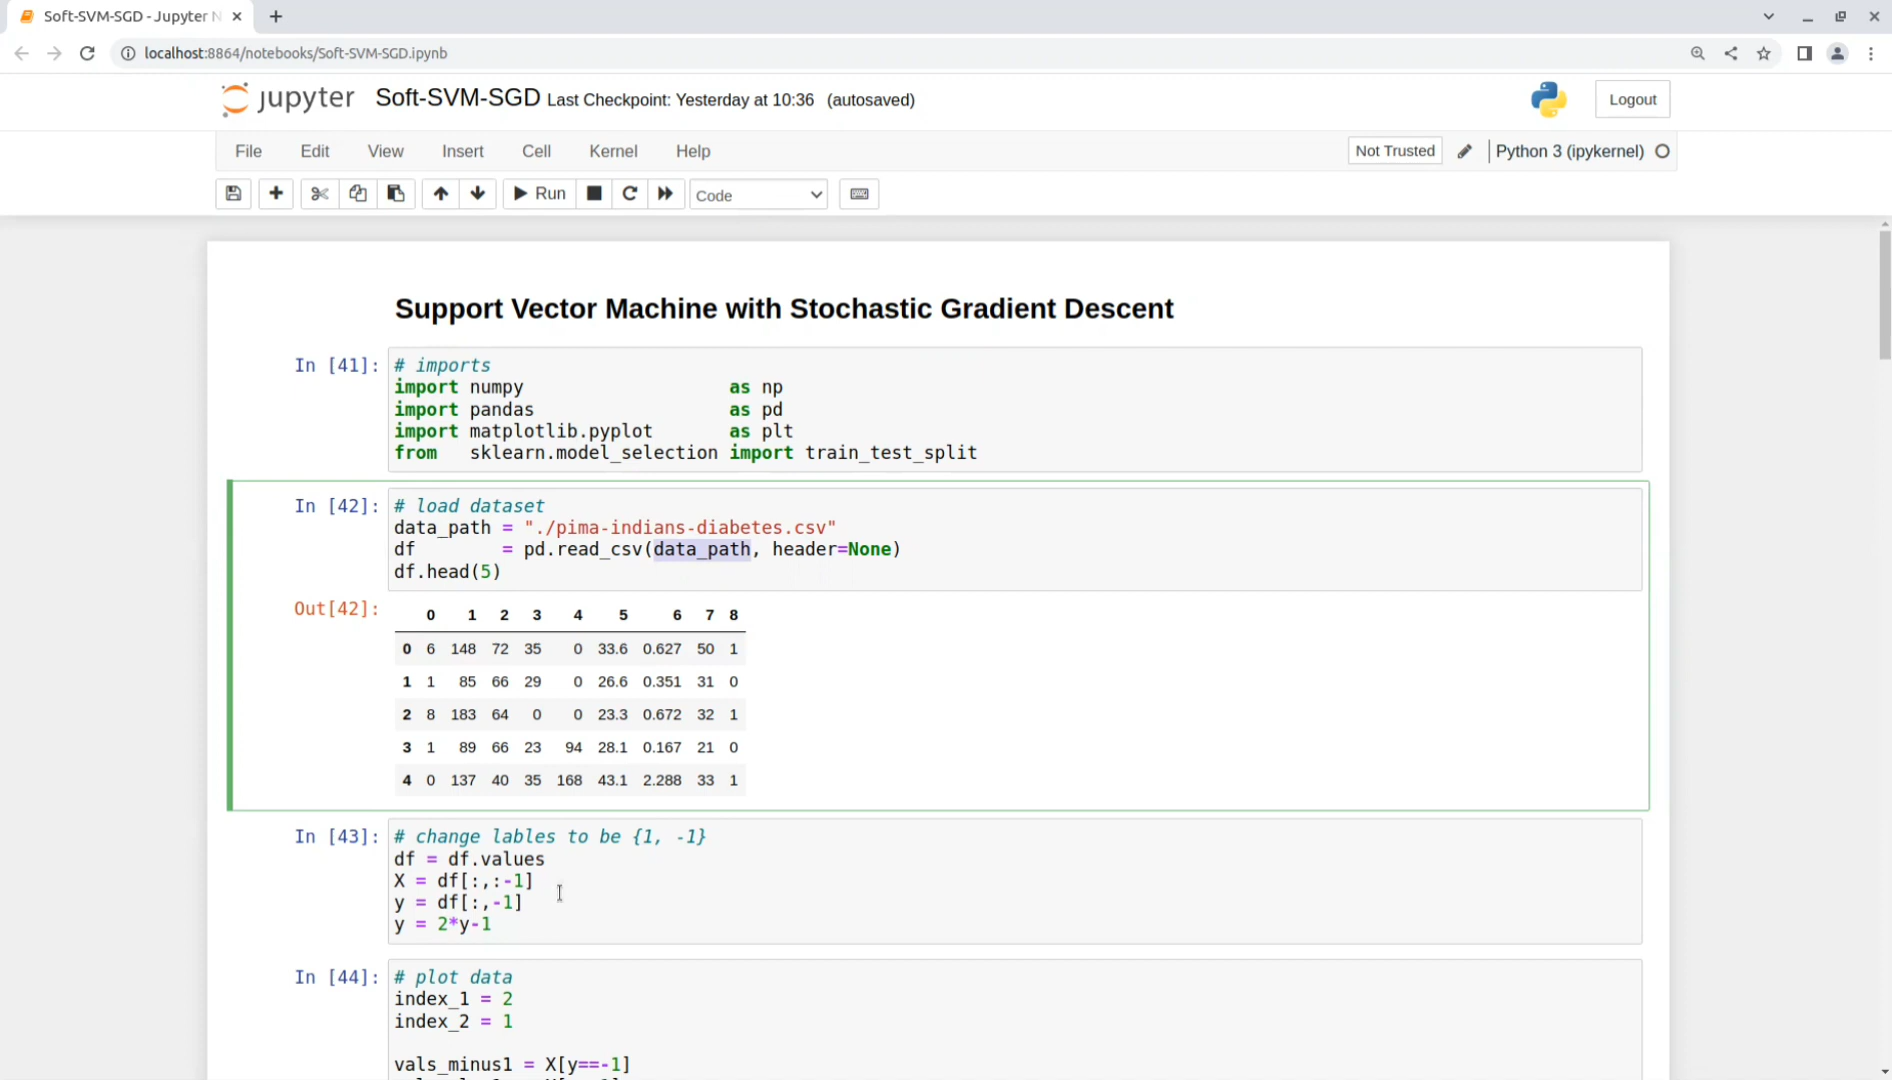 Soft-SVM-SGD - Jupyter N
localhost:8864/notebooks/Soft-SVM-SGD.ipynb
jupyter Soft-SVM-SGD Last Checkpoint: Yesterday at 10:36 (autosaved)
Logout
File Edit View Insert Cell Kernel Help
Not Trusted
Python 3 (ipykernel)
Run
Code
Support Vector Machine with Stochastic Gradient Descent
In [41]: # imports
import numpy as np
import pandas as pd
import matplotlib.pyplot as plt
from sklearn.model_selection import train_test_split
In [42]: # load dataset
data_path = "./pima-indians-diabetes.csv"
df = pd.read_csv(data_path, header=None)
df.head(5)
Out[42]:
0 1 2 3 4 5 6 7 8
0 6 148 72 35 0 33.6 0.627 50 1
1 1 85 66 29 0 26.6 0.351 31 0
2 8 183 64 0 0 23.3 0.672 32 1
3 1 89 66 23 94 28.1 0.167 21 0
4 0 137 40 35 168 43.1 2.288 33 1
In [43]: # change lables to be {1, -1}
df = df.values
X = df[:,:-1]
y = df[:,-1]
y = 2*y-1
In [44]: # plot data
index_1 = 2
index_2 = 1
vals_minus1 = X[y==-1]